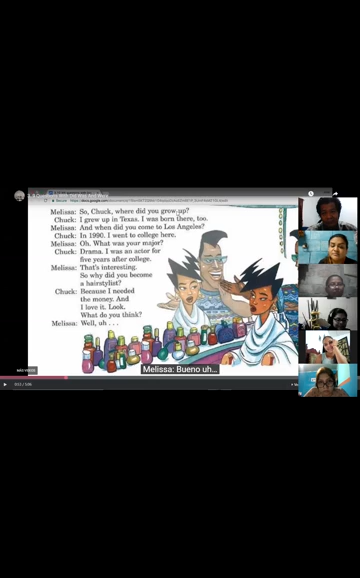 Melissa: So, Chuck, where did you grow up?
Chuck: I grew up in Texas. I was born there, too.
Melissa: And when did you come to Los Angeles?
Chuck: In 1990. I went to college here.
Melissa: Oh. What was your major?
Chuck: Drama. I was an actor for
five years after college.
Melissa: That's interesting.
So why did you become
a hairstylist?
Chuck: Because I needed
the money. And
I love it. Look.
What do you think?
Melissa: Well, uh . . .
Melissa: Bueno uh...
MÁS VIDEOS